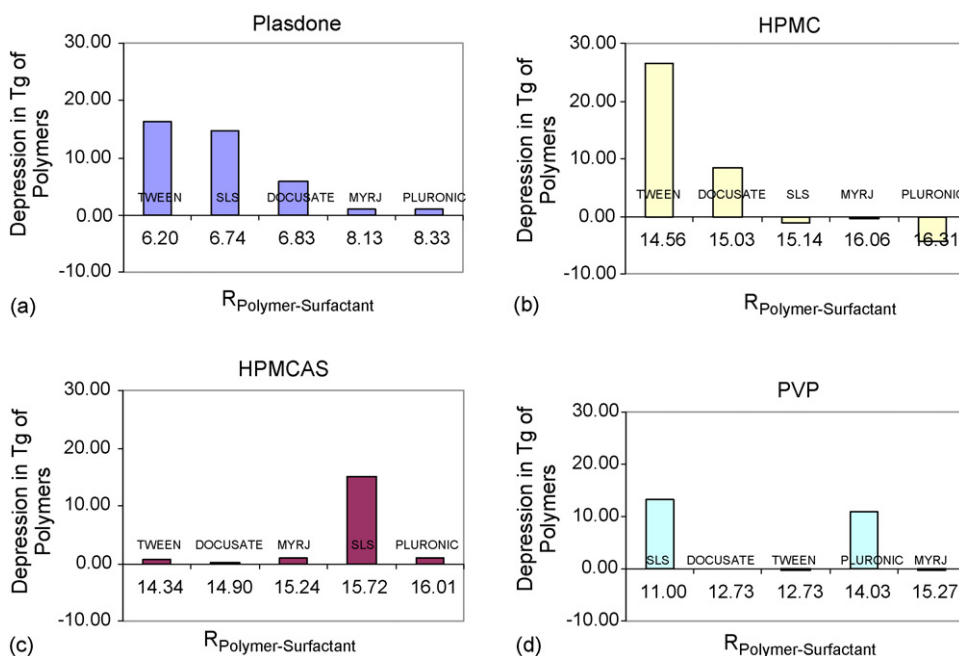 Plasdone
Depression in Tg of
Polymers
30.00
20.00
10.00
0.00
-10.00
TWEEN SLS DOCUSATE MYRJ PLURONIC
6.20 6.74 6.83 8.13 8.33
(a)
RPolymer-Surfactant
HPMC
Depression in Tg of
Polymers
30.00
20.00
10.00
0.00
-10.00
TWEEN DOCUSATE SLS MYRJ PLURONIC
14.56 15.03 15.14 16.06 16.31
(b)
RPolymer-Surfactant
HPMCAS
Depression in Tg of
Polymers
30.00
20.00
10.00
0.00
-10.00
TWEEN DOCUSATE MYRJ SLS PLURONIC
14.34 14.90 15.24 15.72 16.01
(c)
RPolymer-Surfactant
PVP
Depression in Tg of
Polymers
30.00
20.00
10.00
0.00
-10.00
SLS DOCUSATE TWEEN PLURONIC MYRJ
11.00 12.73 12.73 14.03 15.27
(d)
RPolymer-Surfactant